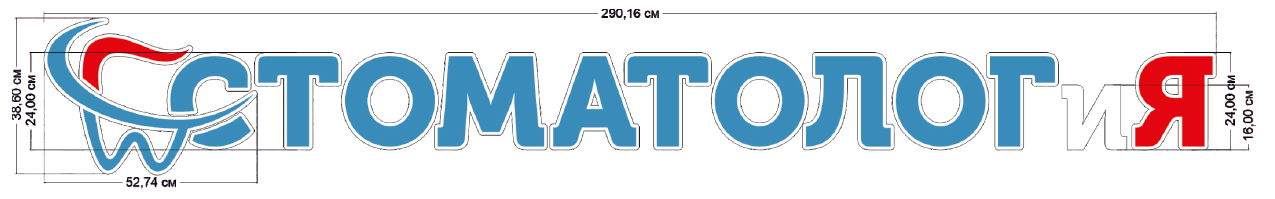 290,16 см
38,60 см
24,00 см
СТОМАТОЛОГиЯ
24,00 см
16,00 см
52,74 см